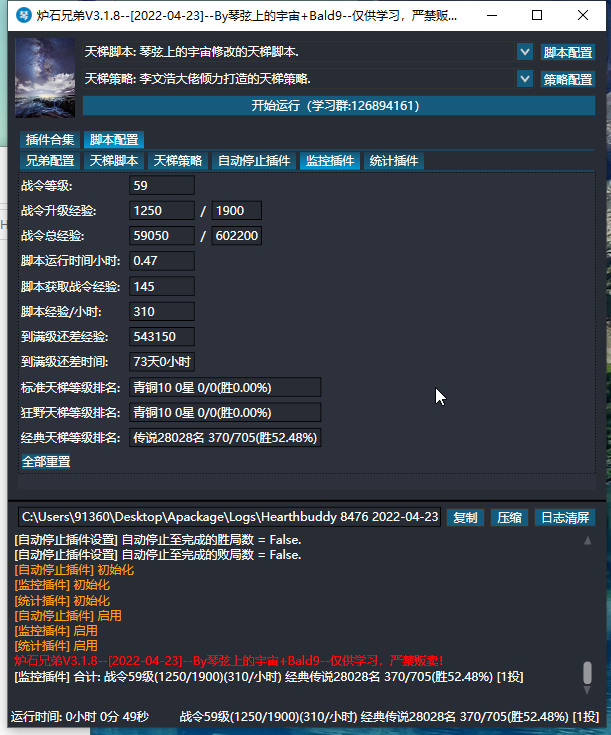 琴 炉石兄弟V3.1.8--[2022-04-23]--By琴弦上的宇宙+Bald9--仅供学习，严禁贩...
天梯脚本: 琴弦上的宇宙修改的天梯脚本. 脚本配置
天梯策略: 李文浩大佬倾力打造的天梯策略. 策略配置
开始运行（学习群:126894161）
插件合集 脚本配置
兄弟配置 天梯脚本 天梯策略 自动停止插件 监控插件 统计插件
战令等级: 59
战令升级经验: 1250 / 1900
战令总经验: 59050 / 602200
脚本运行时间小时: 0.47
脚本获取战令经验: 145
脚本经验/小时: 310
到满级还差经验: 543150
到满级还差时间: 73天0小时
标准天梯等级排名: 青铜10 0星 0/0(胜0.00%)
狂野天梯等级排名: 青铜10 0星 0/0(胜0.00%)
经典天梯等级排名: 传说28028名 370/705(胜52.48%)
全部重置
C:\Users\91360\Desktop\Apackage\Logs\Hearthbuddy 8476 2022-04-23 复制 压缩 日志清屏
[自动停止插件设置] 自动停止至完成的胜局数 = False.
[自动停止插件设置] 自动停止至完成的败局数 = False.
[自动停止插件] 初始化
[监控插件] 初始化
[统计插件] 初始化
[自动停止插件] 启用
[监控插件] 启用
[统计插件] 启用
炉石兄弟V3.1.8--[2022-04-23]--By琴弦上的宇宙+Bald9--仅供学习，严禁贩卖!
[监控插件] 合计: 战令59级(1250/1900)(310/小时) 经典传说28028名 370/705(胜52.48%) [1投]
运行时间: 0小时 0分 49秒 战令59级(1250/1900)(310/小时) 经典传说28028名 370/705(胜52.48%) [1投]